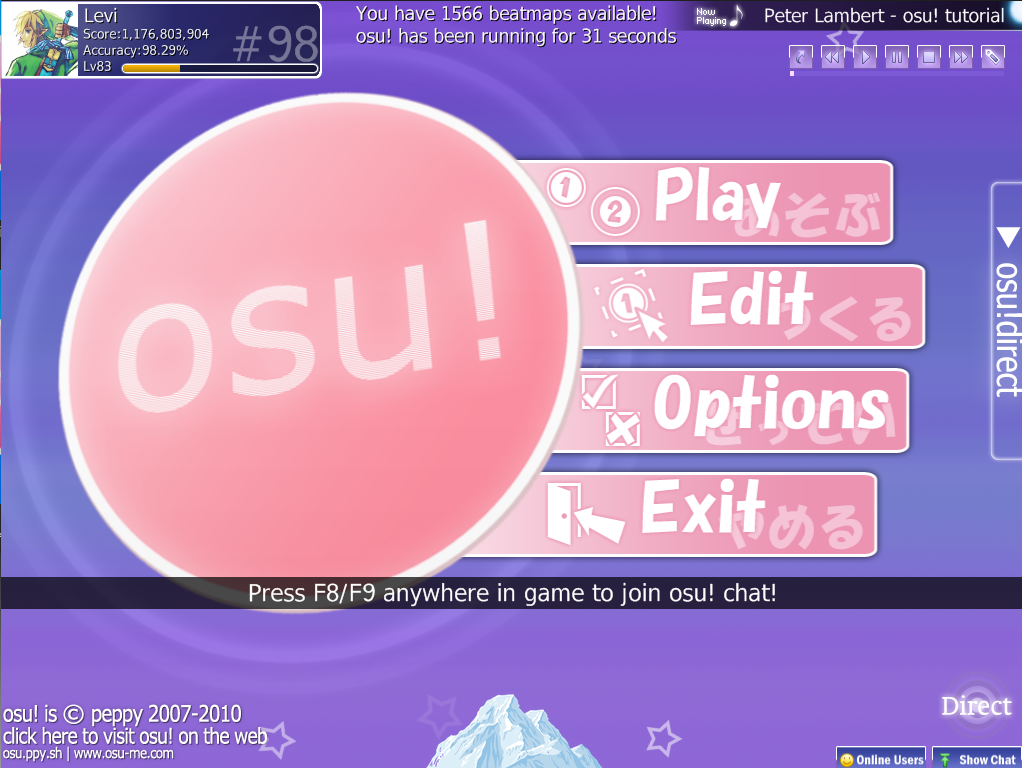 Levi
Score:1,176,803,904
Accuracy:98.29%
Lv83
#98
You have 1566 beatmaps available!
osu! has been running for 31 seconds
Now Playing
Peter Lambert - osu! tutorial
osu!
1 2 Play あそぶ
1 Edit つくる
Options せってい
Exit やめる
osu!direct
Press F8/F9 anywhere in game to join osu! chat!
Direct
osu! is © peppy 2007-2010
click here to visit osu! on the web
osu.ppy.sh | www.osu-me.com
Online Users
Show Chat